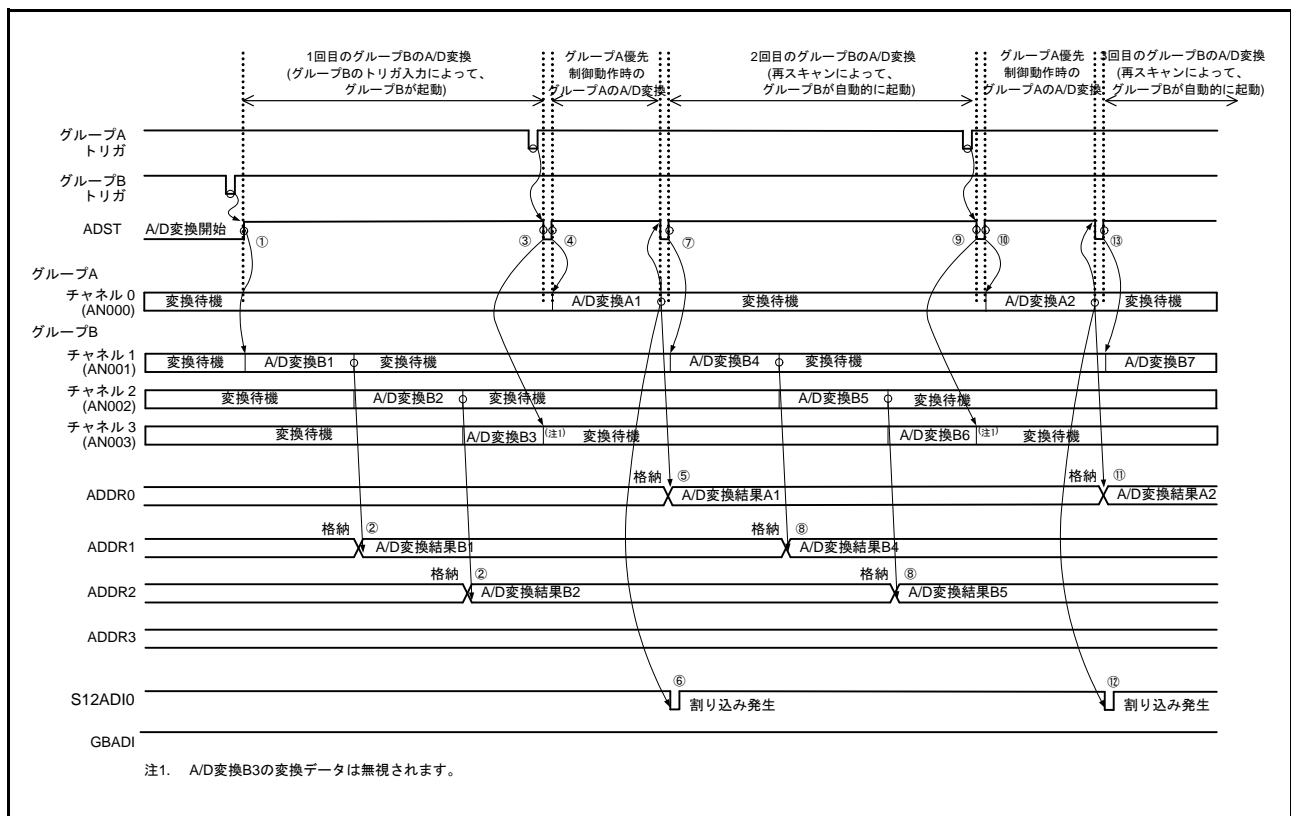 1回目のグループBのA/D変換
(グループBのトリガ入力によって、
グループBが起動)
グループA優先
制御動作時の
グループAのA/D変換
2回目のグループBのA/D変換
(再スキャンによって、
グループBが自動的に起動)
グループA優先
制御動作時の
グループAのA/D変換
3回目のグループBのA/D変換
(再スキャンによって、
グループBが自動的に起動)
グループA
トリガ
グループB
トリガ
ADST
A/D変換開始
① ③ ④ ⑦ ⑨ ⑩ ⑬
グループA
チャネル 0
(AN000)
変換待機 A/D変換A1 変換待機 A/D変換A2 変換待機
グループB
チャネル 1
(AN001)
変換待機 A/D変換B1 変換待機 A/D変換B4 変換待機 A/D変換B7
チャネル 2
(AN002)
変換待機 A/D変換B2 変換待機 A/D変換B5 変換待機
チャネル 3
(AN003)
変換待機 A/D変換B3 (注1) 変換待機 A/D変換B6 (注1) 変換待機
ADDR0
格納 ⑤ A/D変換結果A1 格納 ⑪ A/D変換結果A2
ADDR1
格納 ② A/D変換結果B1 格納 ⑧ A/D変換結果B4
ADDR2
格納 ② A/D変換結果B2 格納 ⑧ A/D変換結果B5
ADDR3
S12ADI0
⑥ 割り込み発生 ⑫ 割り込み発生
GBADI
注1. A/D変換B3の変換データは無視されます。